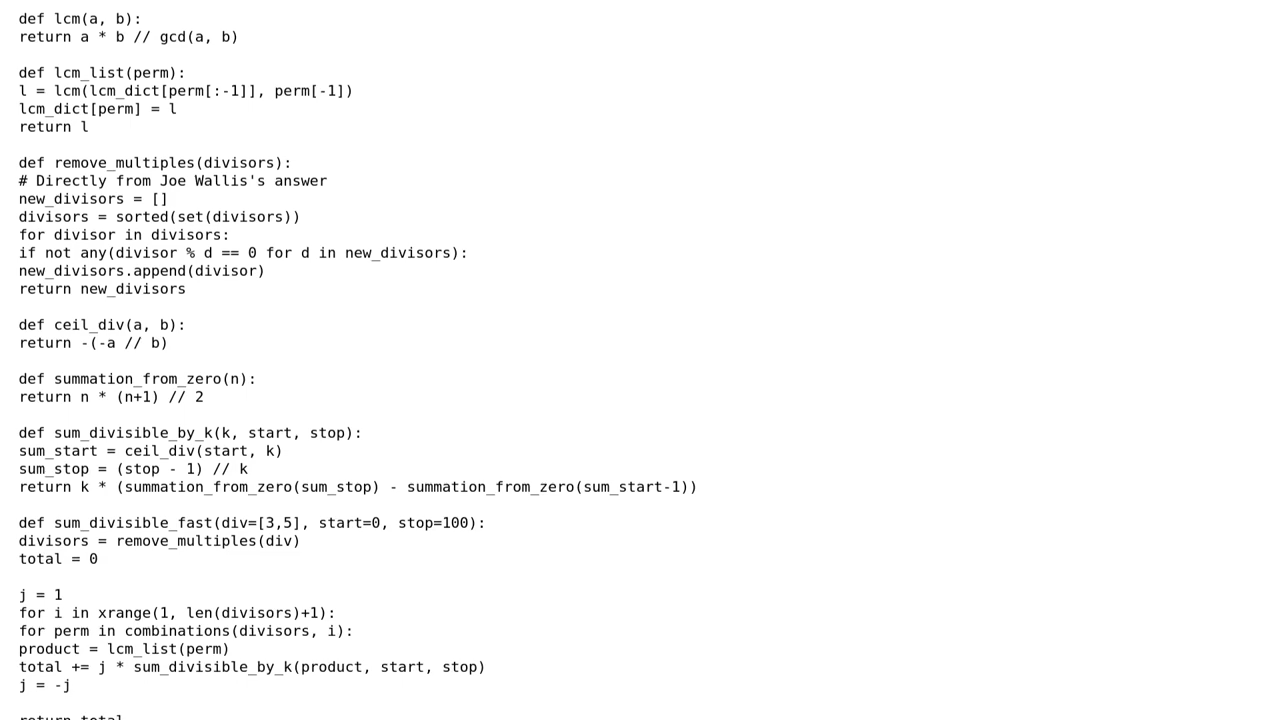 def lcm(a, b):
return a * b // gcd(a, b)

def lcm_list(perm):
l = lcm(lcm_dict[perm[:-1]], perm[-1])
lcm_dict[perm] = l
return l

def remove_multiples(divisors):
# Directly from Joe Wallis's answer
new_divisors = []
divisors = sorted(set(divisors))
for divisor in divisors:
if not any(divisor % d == 0 for d in new_divisors):
new_divisors.append(divisor)
return new_divisors

def ceil_div(a, b):
return -(-a // b)

def summation_from_zero(n):
return n * (n+1) // 2

def sum_divisible_by_k(k, start, stop):
sum_start = ceil_div(start, k)
sum_stop = (stop - 1) // k
return k * (summation_from_zero(sum_stop) - summation_from_zero(sum_start-1))

def sum_divisible_fast(div=[3,5], start=0, stop=100):
divisors = remove_multiples(div)
total = 0

j = 1
for i in xrange(1, len(divisors)+1):
for perm in combinations(divisors, i):
product = lcm_list(perm)
total += j * sum_divisible_by_k(product, start, stop)
j = -j

return total